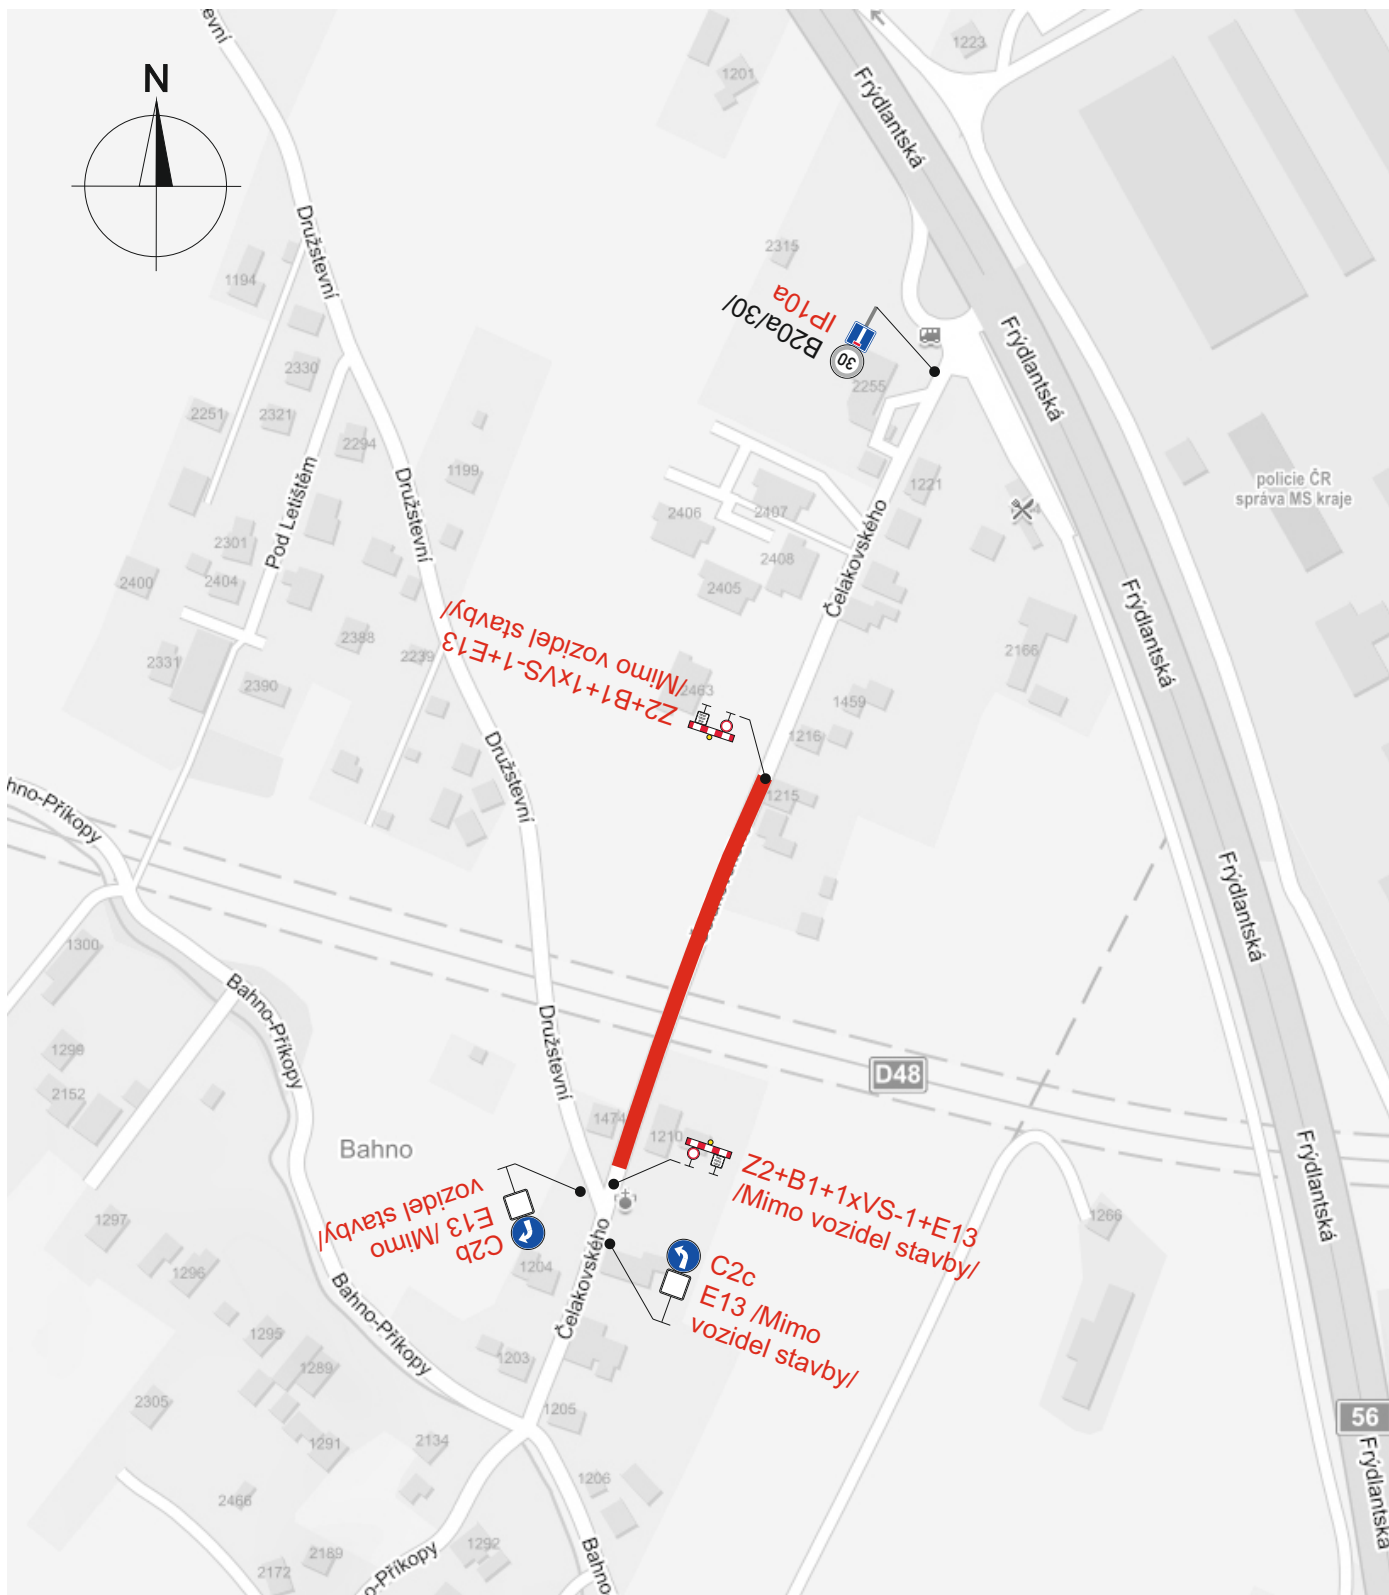 evní
N
1201
1223
Frýdlantská
Družstevní
1194
2315
IP10a
B20a/30/
30
2255
Frýdlantská
2330
2251
2321
2294
1199
Pod Letištěm
Družstevní
1221
policie ČR
správa MS kraje
2406
2407
Čelakovského
2301
2408
2400
2404
2405
Frýdlantská
2388
2239
2331
2390
2166
Z2+B1+1xVS-1+E13
/Mimo vozidel stavby/
2463
1459
1216
Družstevní
1215
hno-Příkopy
Frýdlantská
1300
Bahno-Příkopy
Družstevní
1299
2152
D48
1474
1210
Bahno
Frýdlantská
Z2+B1+1xVS-1+E13
/Mimo vozidel stavby/
C2b
E13 /Mimo
vozidel stavby/
1297
1296
1204
Čelakovského
C2c
E13 /Mimo
vozidel stavby/
1266
Bahno-Příkopy
1295
1289
1203
2305
1205
1291
2134
56
Frýdlantská
2466
1206
2189
2172
1292
o-Příkopy
Bahno-